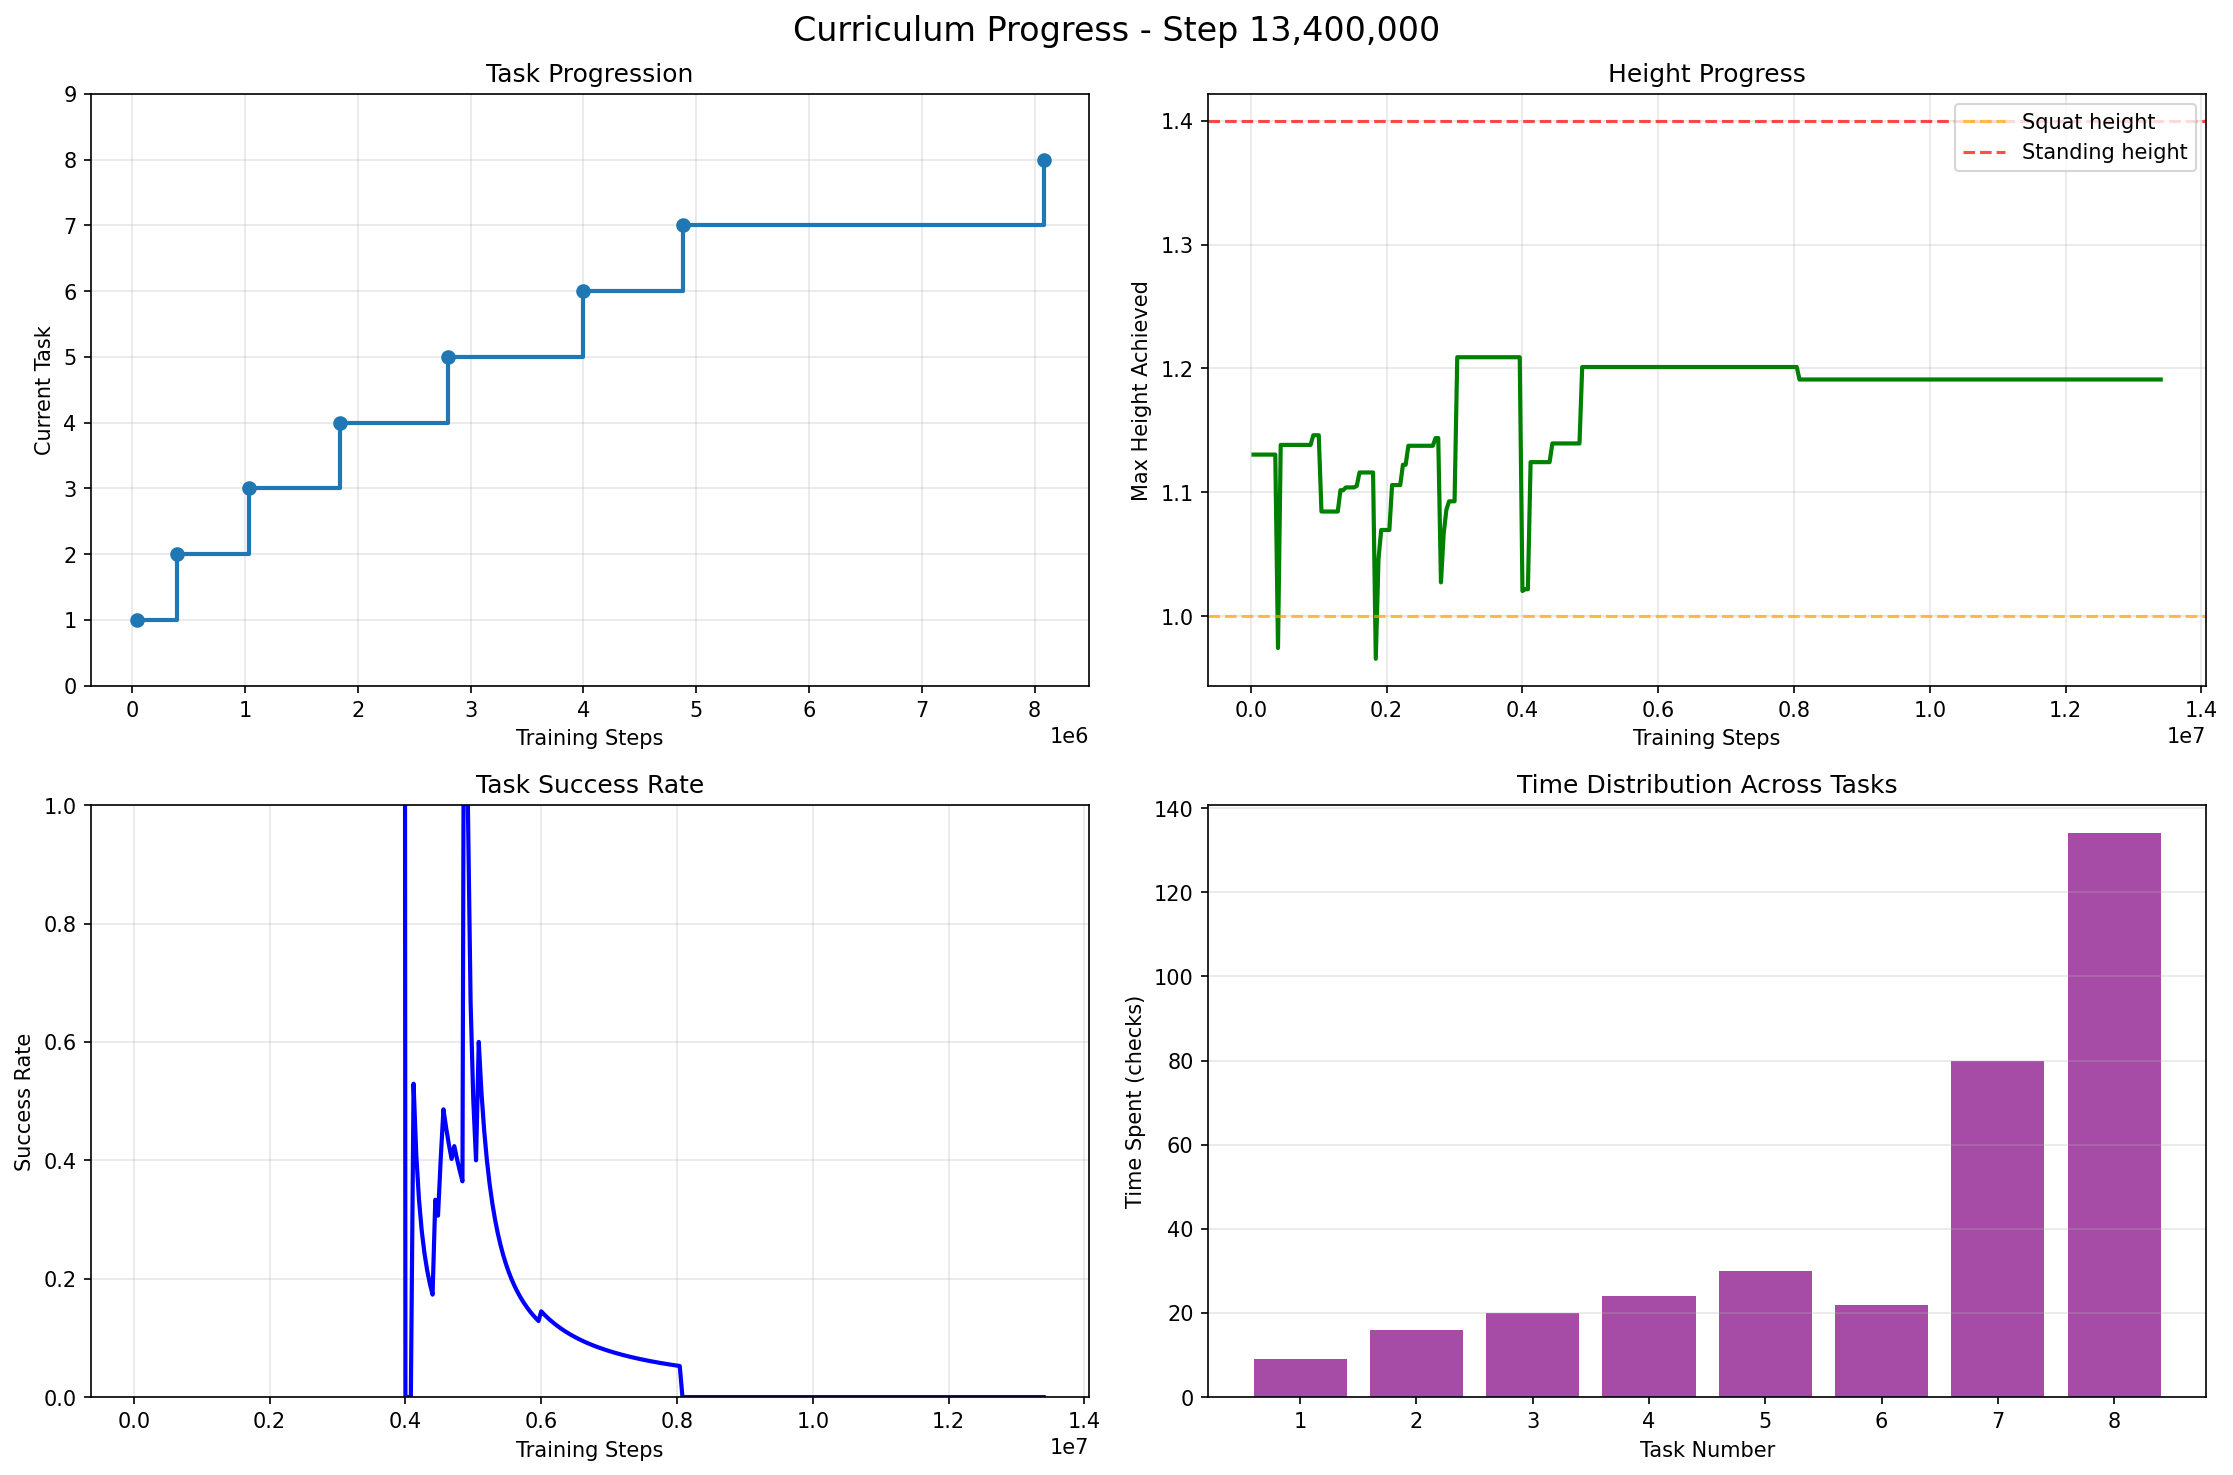 Curriculum Progress - Step 13,400,000
Task Progression
Current Task
9
8
7
6
5
4
3
2
1
0
0 1 2 3 4 5 6 7 8
1e6
Training Steps
Height Progress
Max Height Achieved
Squat height
Standing height
1.4
1.3
1.2
1.1
1.0
0.0 0.2 0.4 0.6 0.8 1.0 1.2 1.4
1e7
Training Steps
Task Success Rate
Success Rate
1.0
0.8
0.6
0.4
0.2
0.0
0.0 0.2 0.4 0.6 0.8 1.0 1.2 1.4
1e7
Training Steps
Time Distribution Across Tasks
Time Spent (checks)
140
120
100
80
60
40
20
0
1 2 3 4 5 6 7 8
Task Number